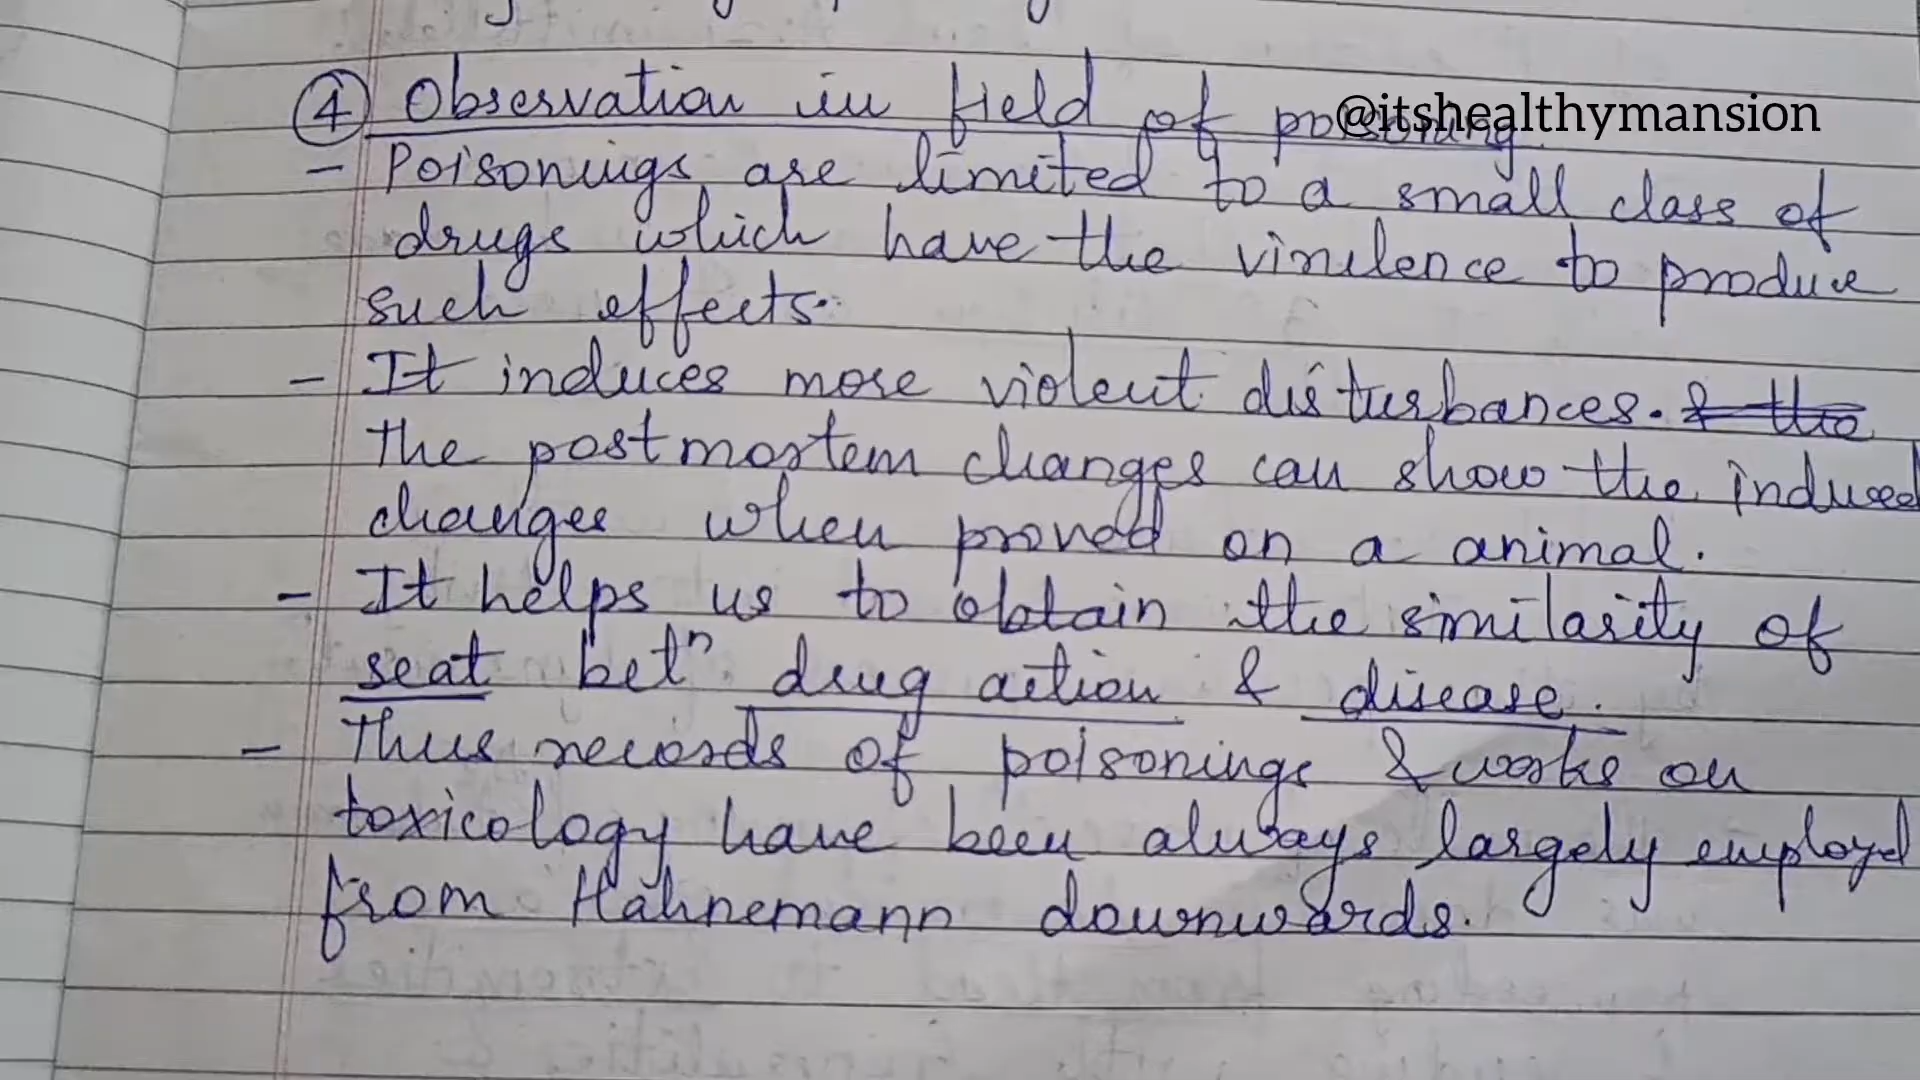 ④ Observation in field of poisoning.
@itshealthymansion
- Poisonings are limited to a small class of
drugs which have the virulence to produce
such effects.
- It induces more violent disturbances. & the
The postmortem changes can show the induced
changes when proved on a animal.
- It helps us to obtain the similarity of
seat betⁿ drug action & disease.
- Thus records of poisonings & works on
toxicology have been always largely employd
from Hahnemann downwards.